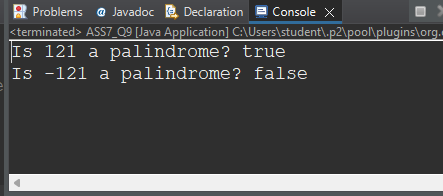 Problems Javadoc Declaration Console
<terminated> ASS7_Q9 [Java Application] C:\Users\student\.p2\pool\plugins\org.
Is 121 a palindrome? true
Is -121 a palindrome? false